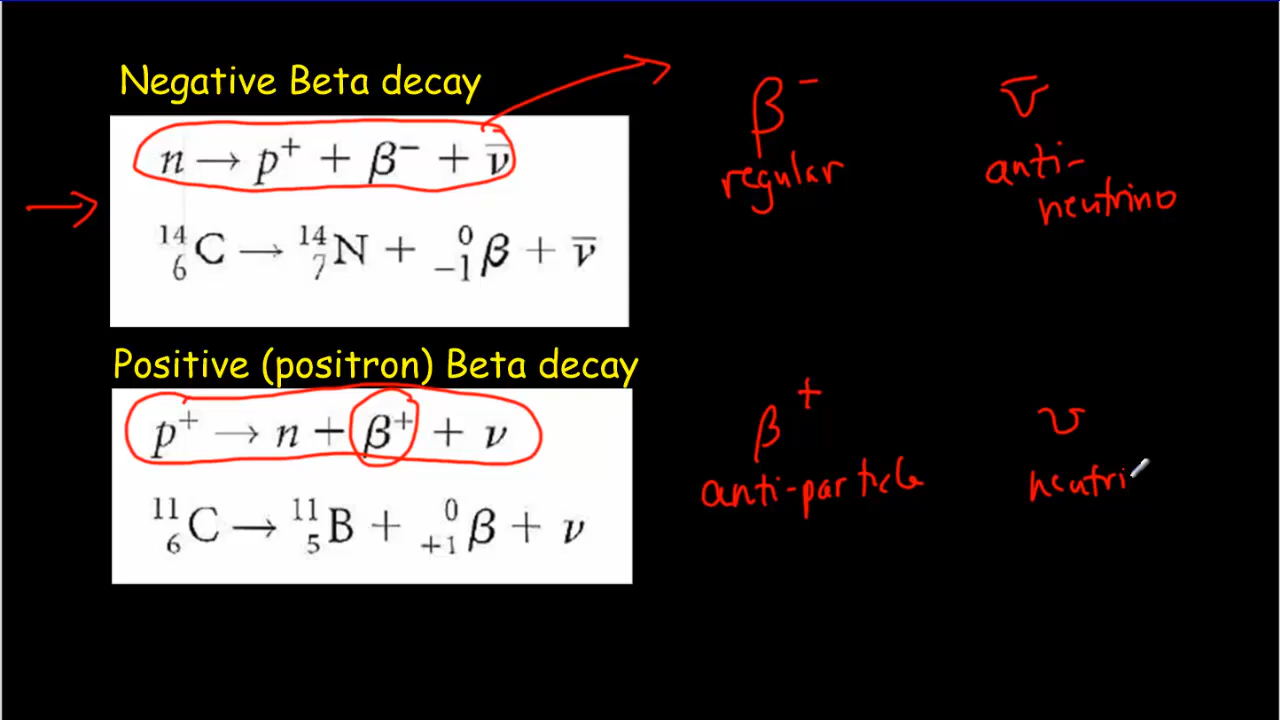 Negative Beta decay
n → p⁺ + β⁻ + ν̅
¹⁴₆C → ¹⁴₇N + ⁰₋₁β + ν̅
β⁻ ν̅
regular anti-
neutrino
Positive (positron) Beta decay
p⁺ → n + β⁺ + ν
¹¹₆C → ¹¹₅B + ⁰₊₁β + ν
β⁺ ν
anti-particle neutri